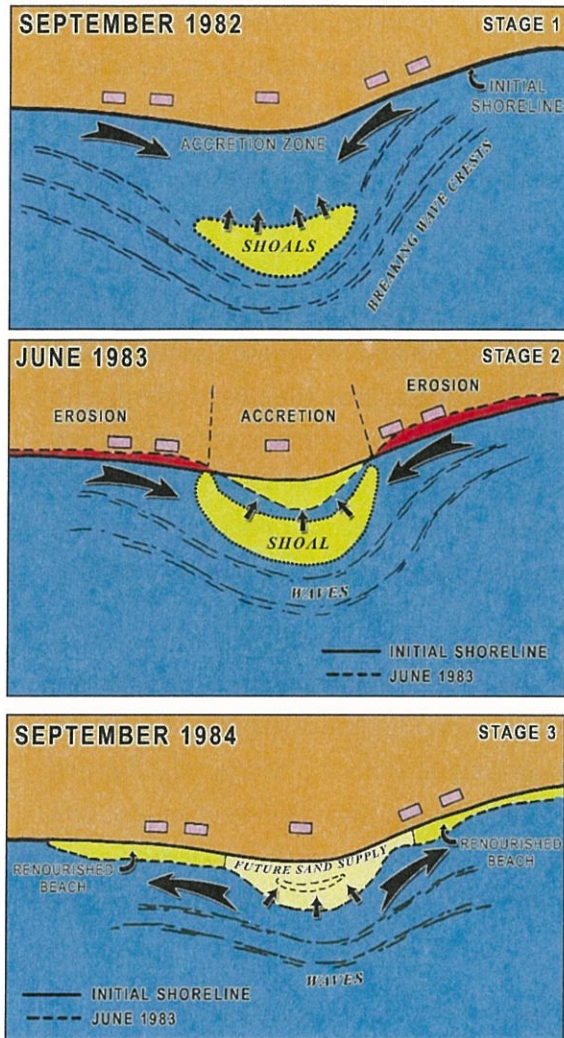 SEPTEMBER 1982
STAGE 1
INITIAL
SHORELINE
ACCRETION ZONE
SHOALS
BREAKING WAVE CRESTS
JUNE 1983
STAGE 2
EROSION
ACCRETION
EROSION
SHOAL
WAVES
INITIAL SHORELINE
JUNE 1983
SEPTEMBER 1984
STAGE 3
FUTURE SAND SUPPLY
RENOURISHED
BEACH
RENOURISHED
BEACH
WAVES
INITIAL SHORELINE
JUNE 1983